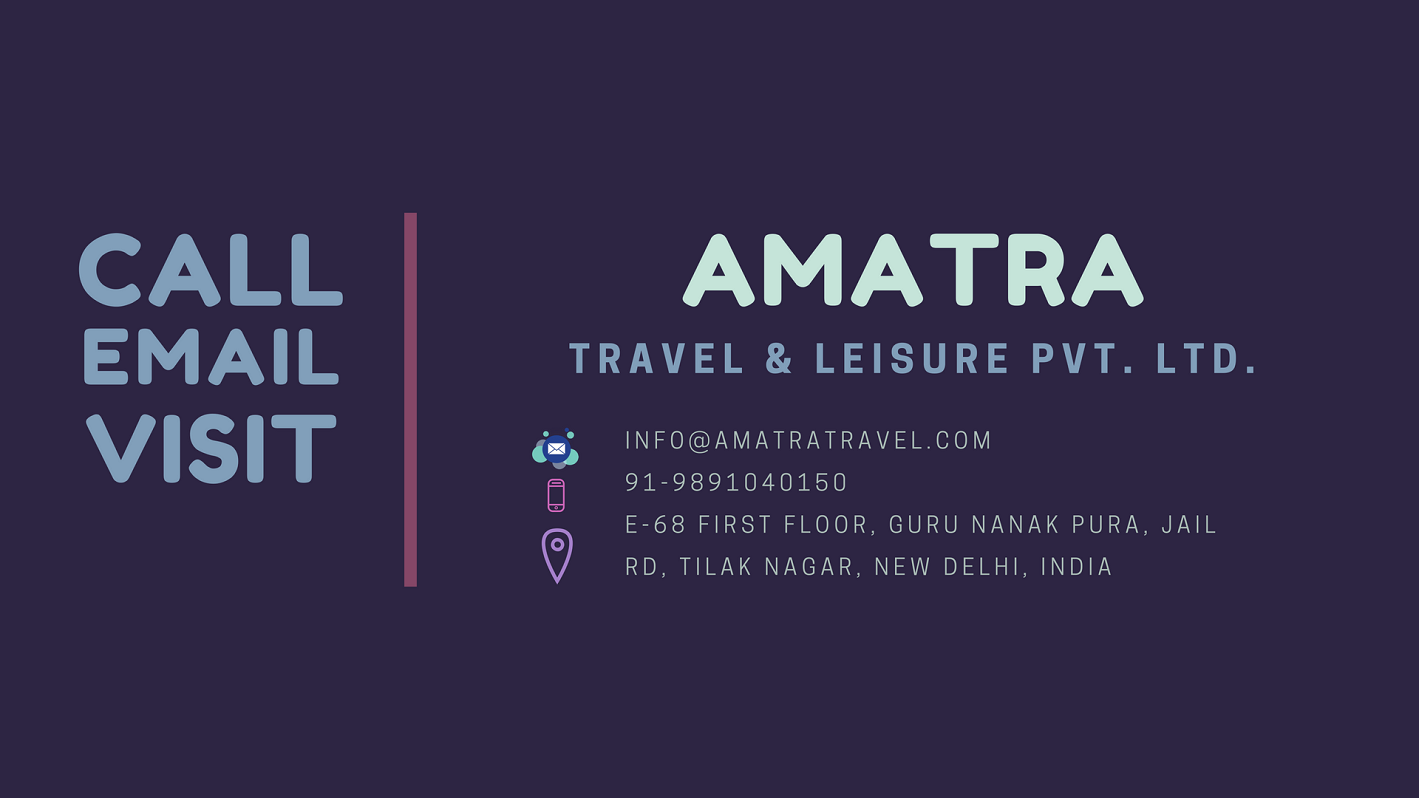 CALL
EMAIL
VISIT
AMATRA
TRAVEL & LEISURE PVT. LTD.
INFO@AMATRATRAVEL.COM
91-9891040150
E-68 FIRST FLOOR, GURU NANAK PURA, JAIL
RD, TILAK NAGAR, NEW DELHI, INDIA